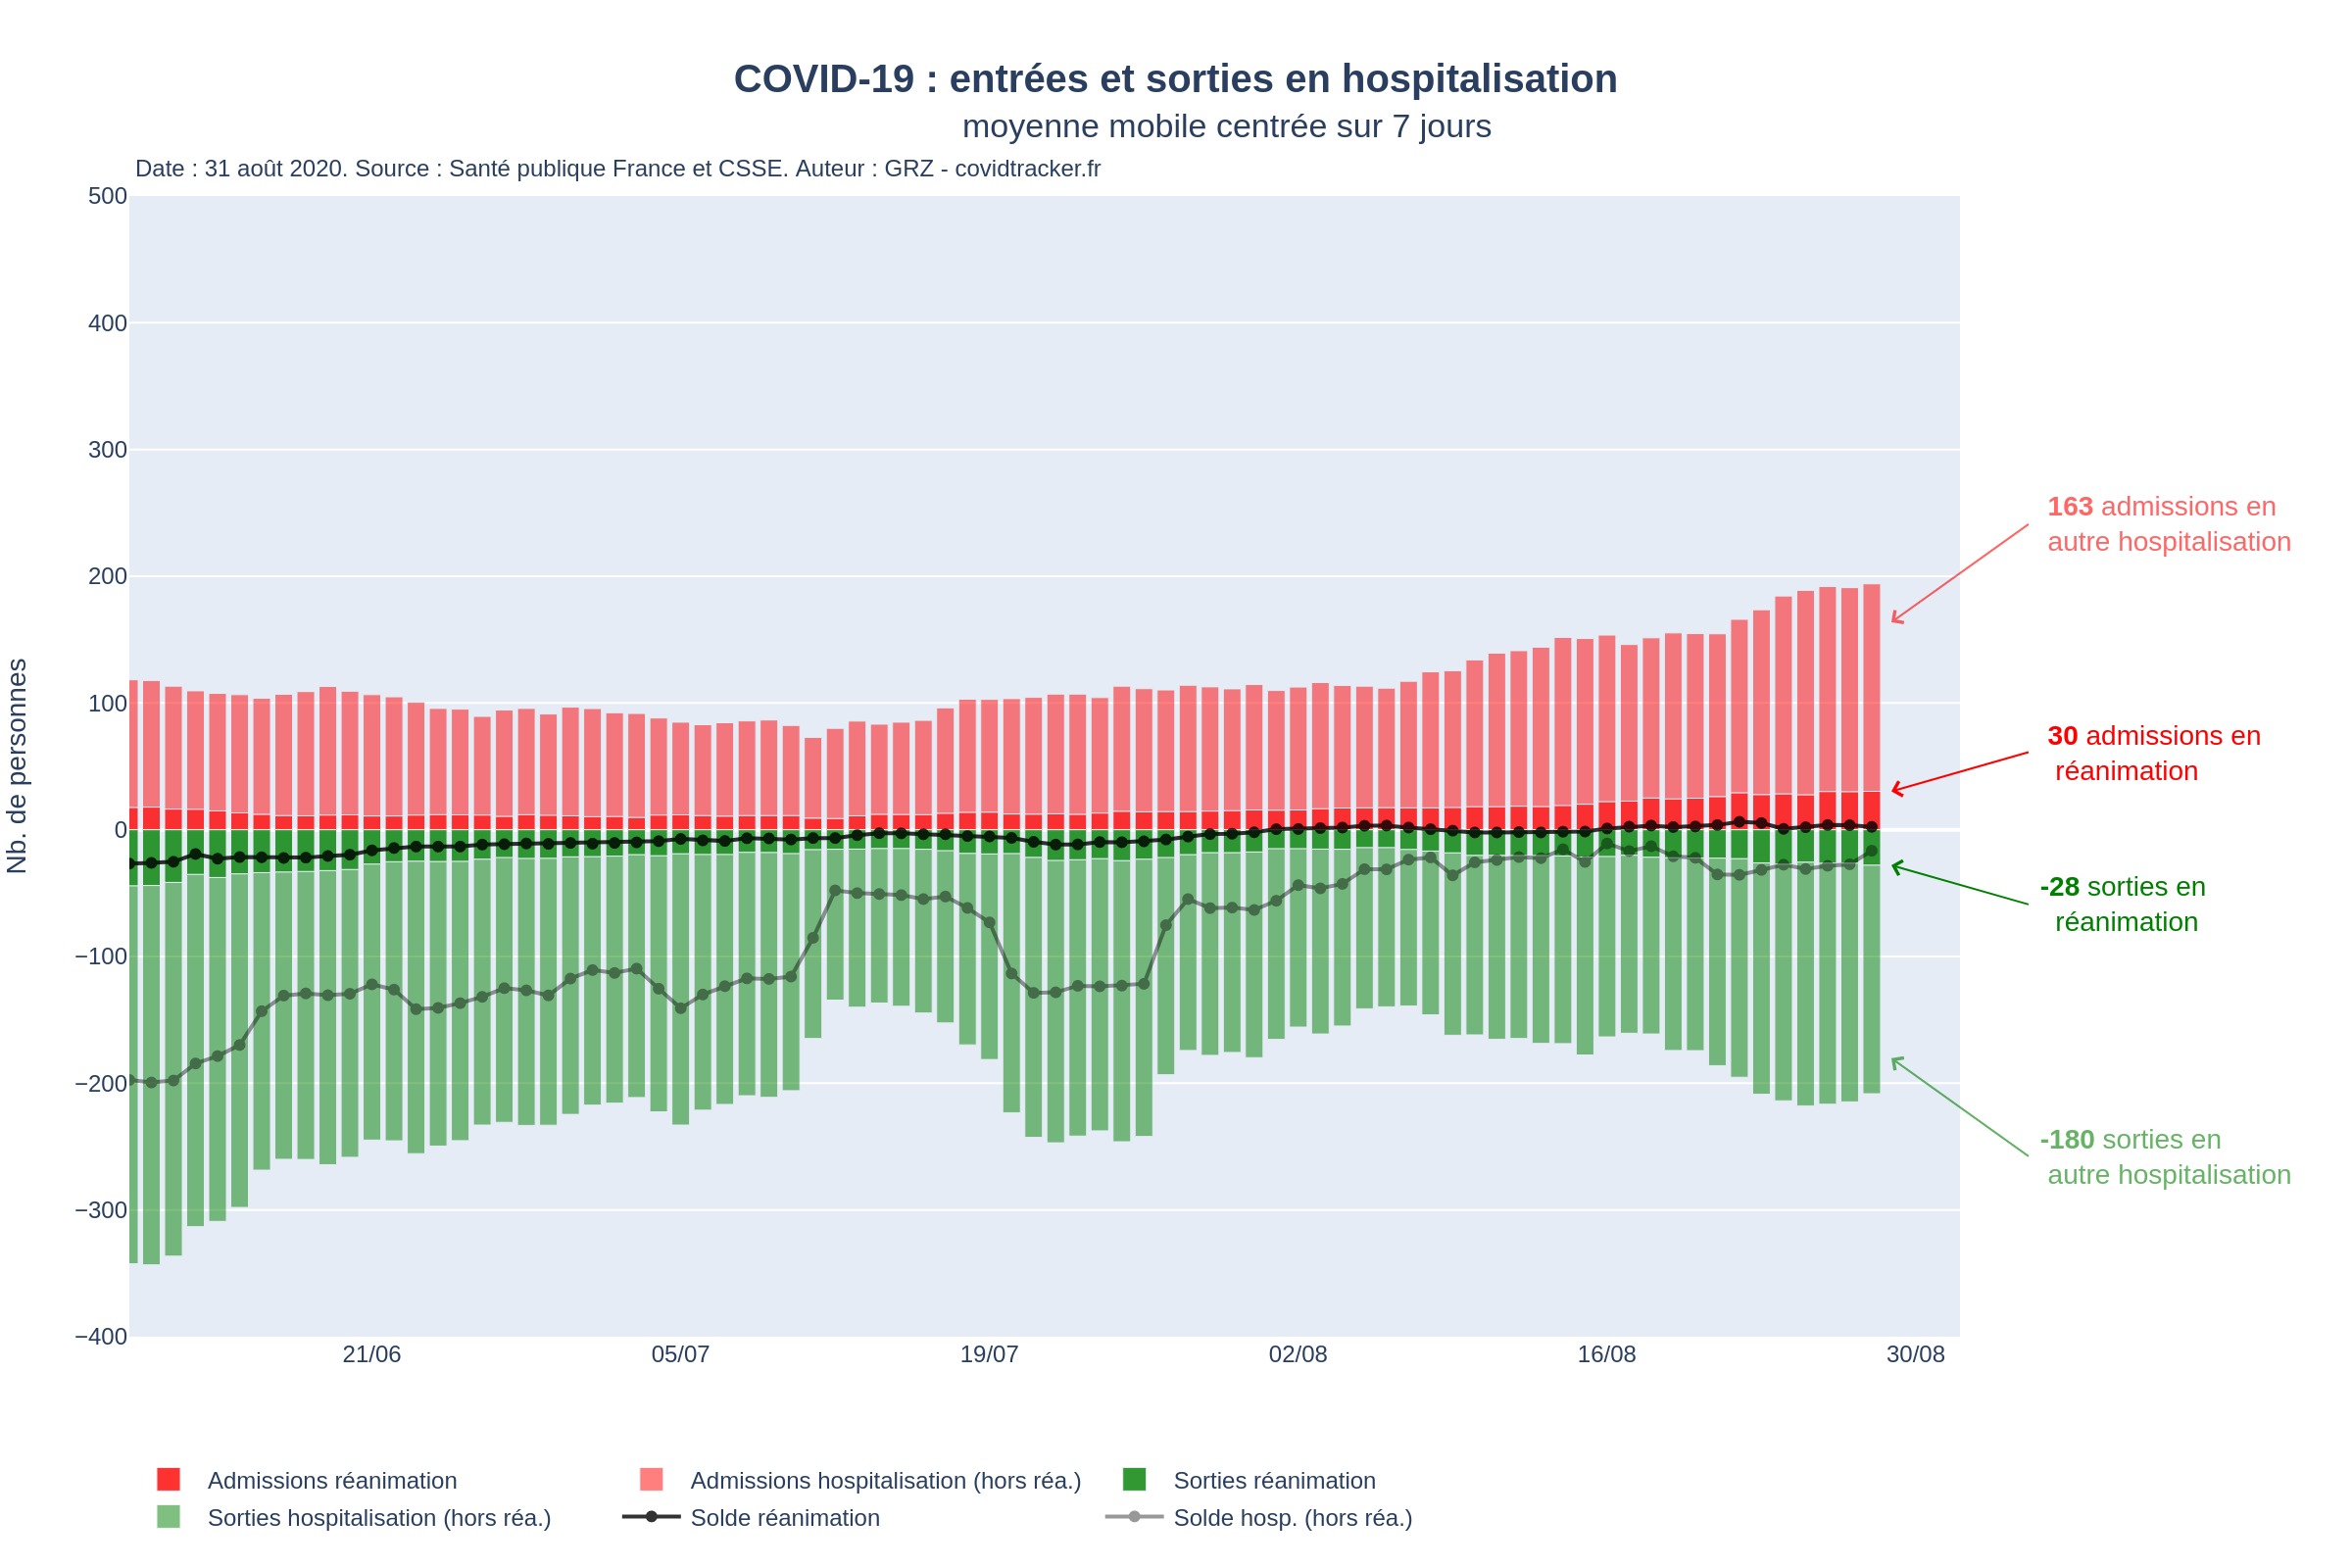 COVID-19 : entrées et sorties en hospitalisation
moyenne mobile centrée sur 7 jours
Date : 31 août 2020. Source : Santé publique France et CSSE. Auteur : GRZ - covidtracker.fr
Nb. de personnes
500
400
300
200
100
0
−100
−200
−300
−400
21/06
05/07
19/07
02/08
16/08
30/08
163 admissions en
autre hospitalisation
30 admissions en
réanimation
-28 sorties en
réanimation
-180 sorties en
autre hospitalisation
Admissions réanimation
Admissions hospitalisation (hors réa.)
Sorties réanimation
Sorties hospitalisation (hors réa.)
Solde réanimation
Solde hosp. (hors réa.)